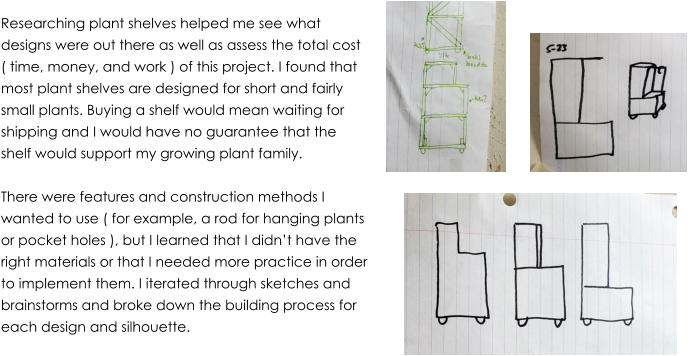 Researching plant shelves helped me see what
designs were out there as well as assess the total cost
( time, money, and work ) of this project. I found that
most plant shelves are designed for short and fairly
small plants. Buying a shelf would mean waiting for
shipping and I would have no guarantee that the
shelf would support my growing plant family.
There were features and construction methods I
wanted to use ( for example, a rod for hanging plants
or pocket holes ), but I learned that I didn’t have the
right materials or that I needed more practice in order
to implement them. I iterated through sketches and
brainstorms and broke down the building process for
each design and silhouette.
5-23